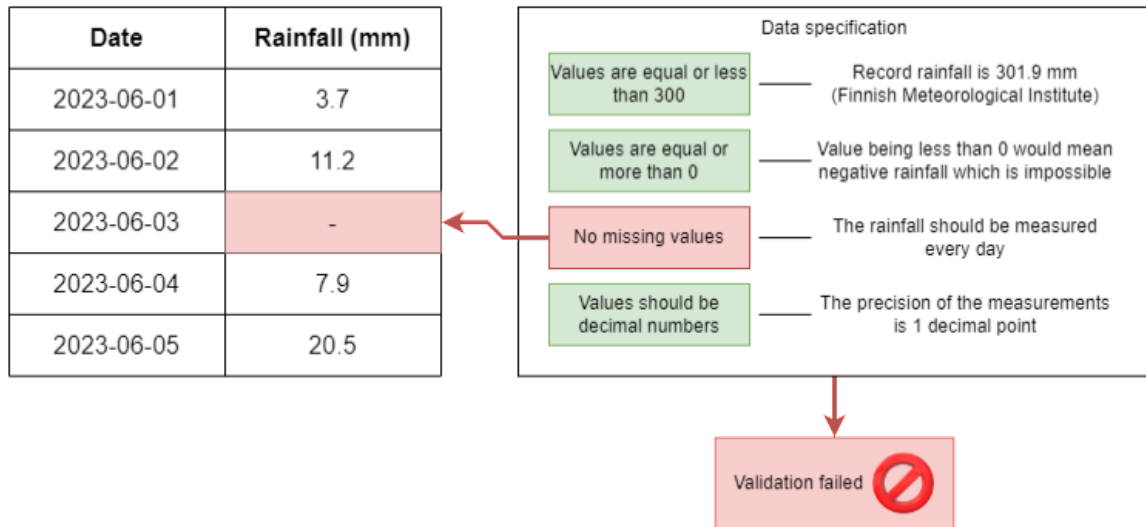 Date Rainfall (mm)
2023-06-01 3.7
2023-06-02 11.2
2023-06-03 -
2023-06-04 7.9
2023-06-05 20.5
Data specification
Values are equal or less
than 300
Record rainfall is 301.9 mm
(Finnish Meteorological Institute)
Values are equal or
more than 0
Value being less than 0 would mean
negative rainfall which is impossible
No missing values
The rainfall should be measured
every day
Values should be
decimal numbers
The precision of the measurements
is 1 decimal point
Validation failed